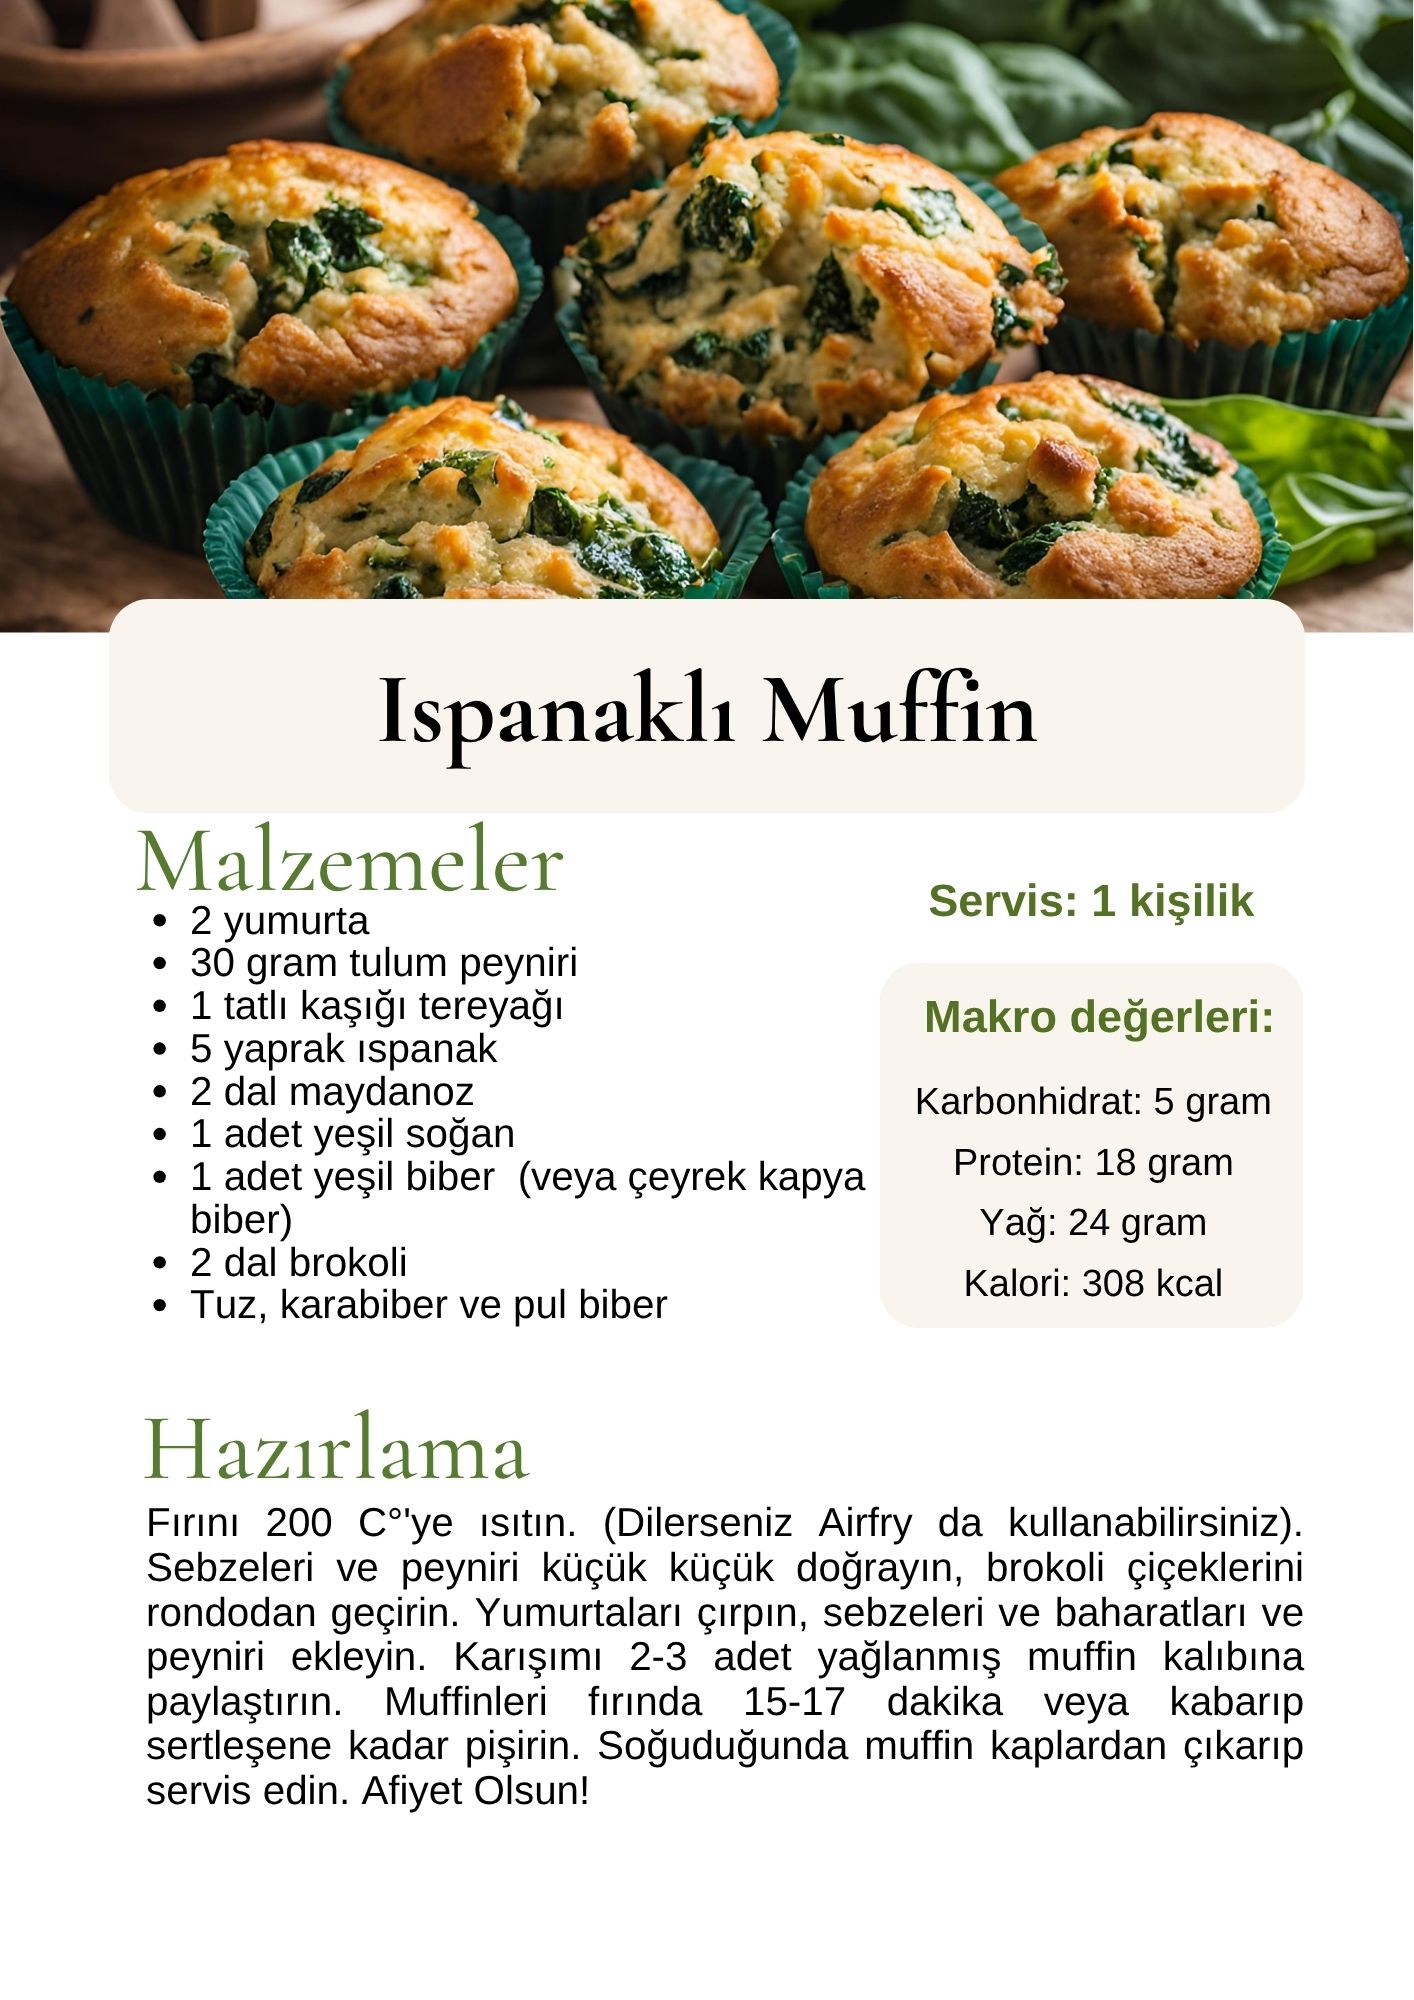 Ispanaklı Muffin
Malzemeler
• 2 yumurta
• 30 gram tulum peyniri
• 1 tatlı kaşığı tereyağı
• 5 yaprak ıspanak
• 2 dal maydanoz
• 1 adet yeşil soğan
• 1 adet yeşil biber  (veya çeyrek kapya
biber)
• 2 dal brokoli
• Tuz, karabiber ve pul biber
Servis: 1 kişilik
Makro değerleri:
Karbonhidrat: 5 gram
Protein: 18 gram
Yağ: 24 gram
Kalori: 308 kcal
Hazırlama
Fırını 200 C°'ye ısıtın. (Dilerseniz Airfry da kullanabilirsiniz).
Sebzeleri ve peyniri küçük küçük doğrayın, brokoli çiçeklerini
rondodan geçirin. Yumurtaları çırpın, sebzeleri ve baharatları ve
peyniri ekleyin. Karışımı 2-3 adet yağlanmış muffin kalıbına
paylaştırın. Muffinleri fırında 15-17 dakika veya kabarıp
sertleşene kadar pişirin. Soğuduğunda muffin kaplardan çıkarıp
servis edin. Afiyet Olsun!